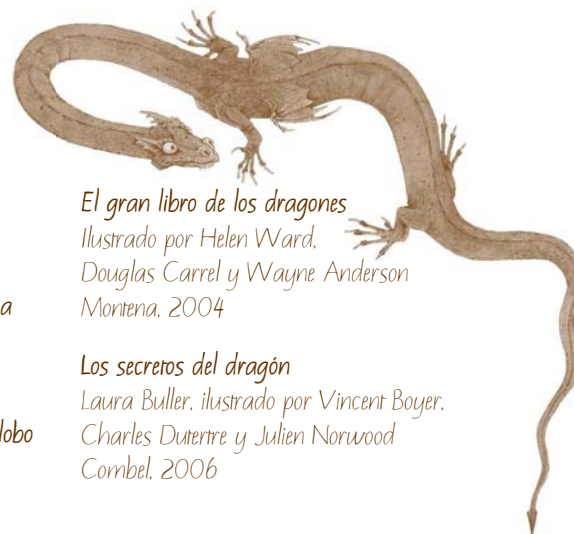 El gran libro de los dragones
Ilustrado por Helen Ward,
Douglas Carrel y Wayne Anderson
Montena, 2004
a
Los secretos del dragón
Laura Buller, ilustrado por Vincent Boyer,
Charles Dutertre y Julien Norwood
Combel, 2006
lobo